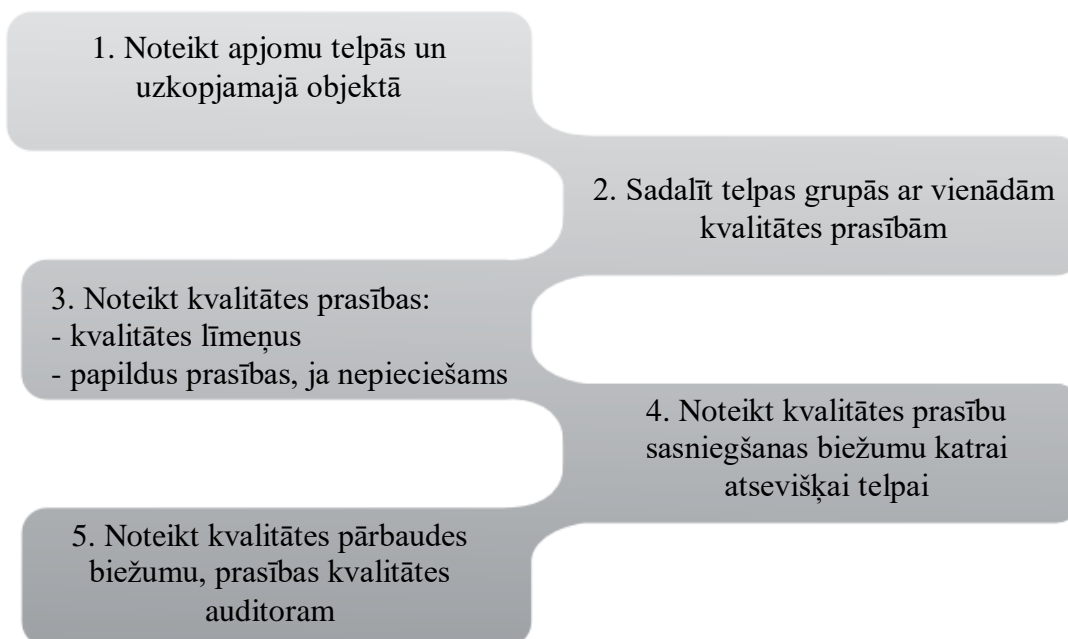 1. Noteikt apjomu telpās un
uzkopjamajā objektā
2. Sadalīt telpas grupās ar vienādām
kvalitātes prasībām
3. Noteikt kvalitātes prasības:
- kvalitātes līmeņus
- papildus prasības, ja nepieciešams
4. Noteikt kvalitātes prasību
sasniegšanas biežumu katrai
atsevišķai telpai
5. Noteikt kvalitātes pārbaudes
biežumu, prasības kvalitātes
auditoram